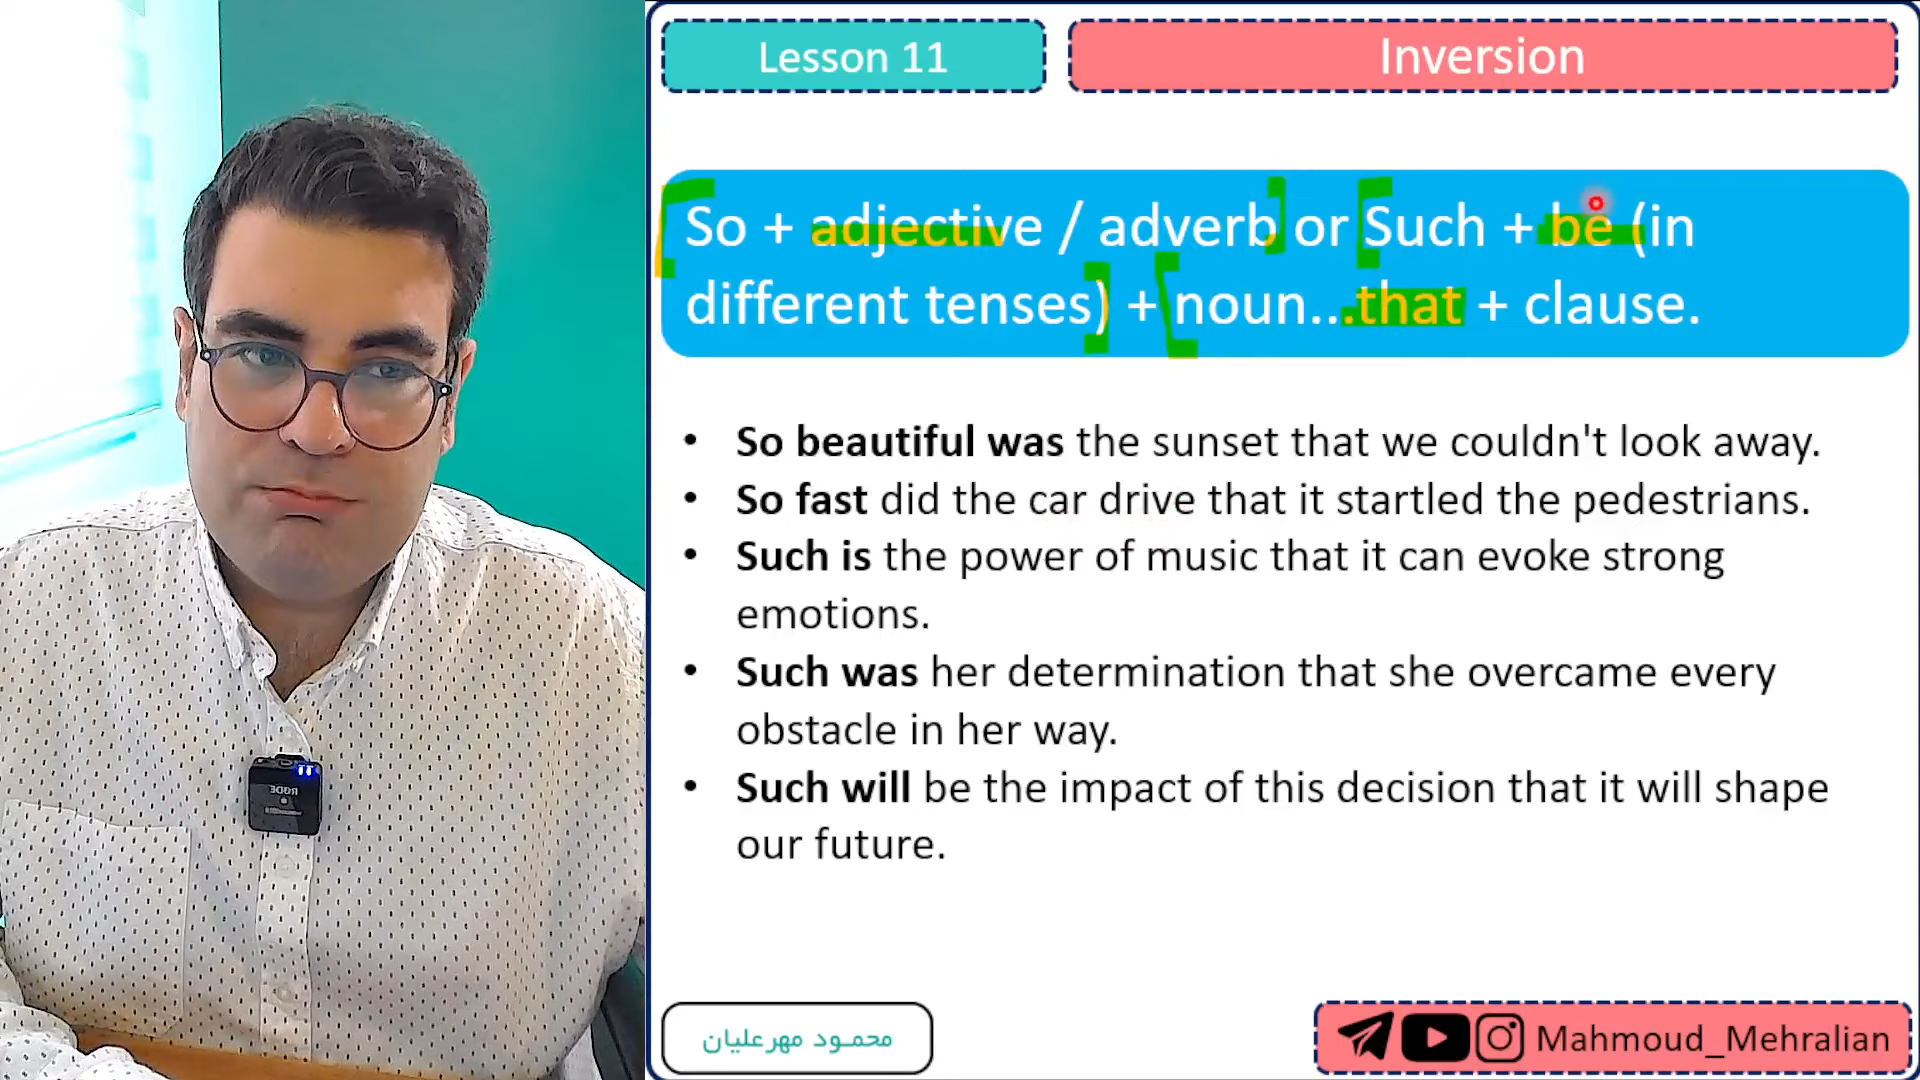 Lesson 11
Inversion
So + adjective / adverb or Such + be (in
different tenses) + noun...that + clause.
• So beautiful was the sunset that we couldn't look away.
• So fast did the car drive that it startled the pedestrians.
• Such is the power of music that it can evoke strong
emotions.
• Such was her determination that she overcame every
obstacle in her way.
• Such will be the impact of this decision that it will shape
our future.
محمـود مهرعلیان
Mahmoud_Mehralian
RØDE